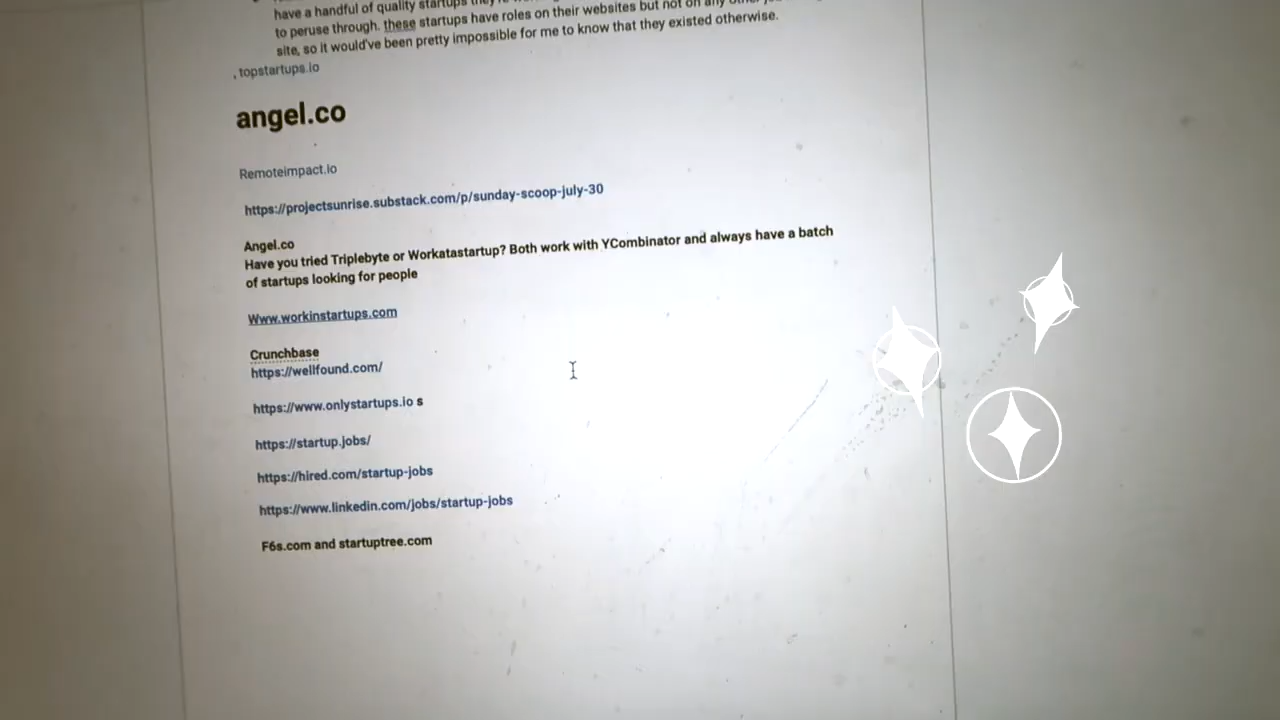 have a handful of quality startups
to peruse through. these startups have roles on their websites but not on any other
site, so it would've been pretty impossible for me to know that they existed otherwise.
, topstartups.io
angel.co
Remoteimpact.io
https://projectsunrise.substack.com/p/sunday-scoop-july-30
Angel.co
Have you tried Triplebyte or Workatastartup? Both work with YCombinator and always have a batch
of startups looking for people
Www.workinstartups.com
Crunchbase
https://wellfound.com/
https://www.onlystartups.io s
https://startup.jobs/
https://hired.com/startup-jobs
https://www.linkedin.com/jobs/startup-jobs
F6s.com and startuptree.com